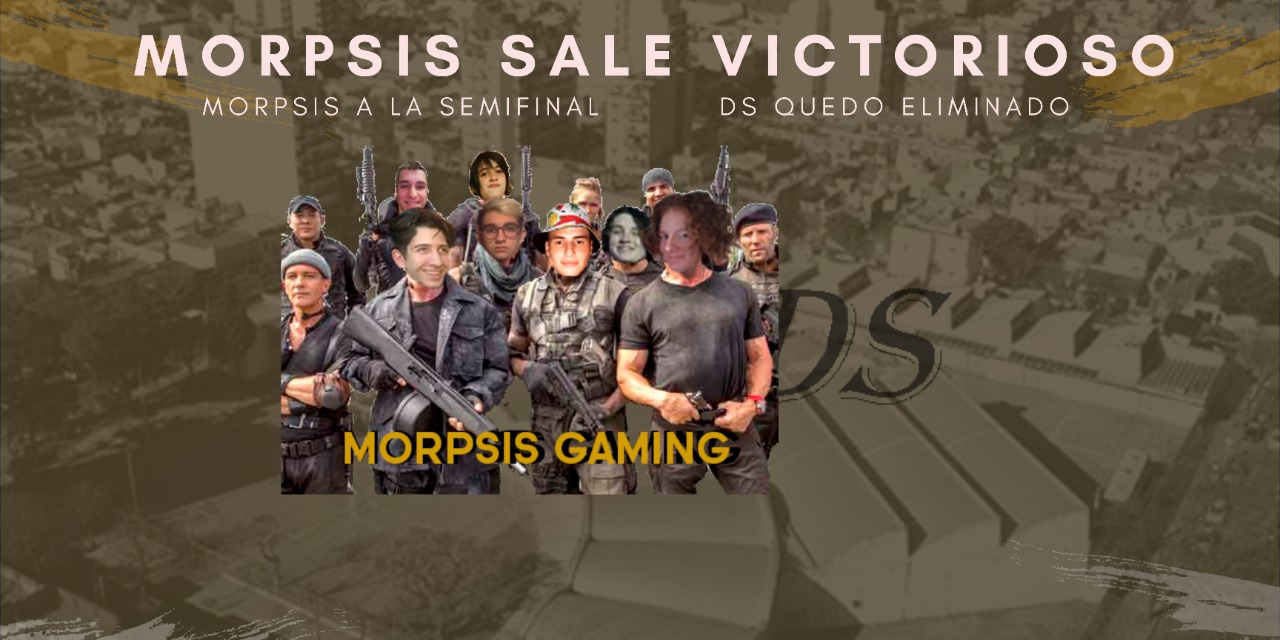 MORPSIS SALE VICTORIOSO
MORPSIS A LA SEMIFINAL
DS QUEDO ELIMINADO
DS
MORPSIS GAMING